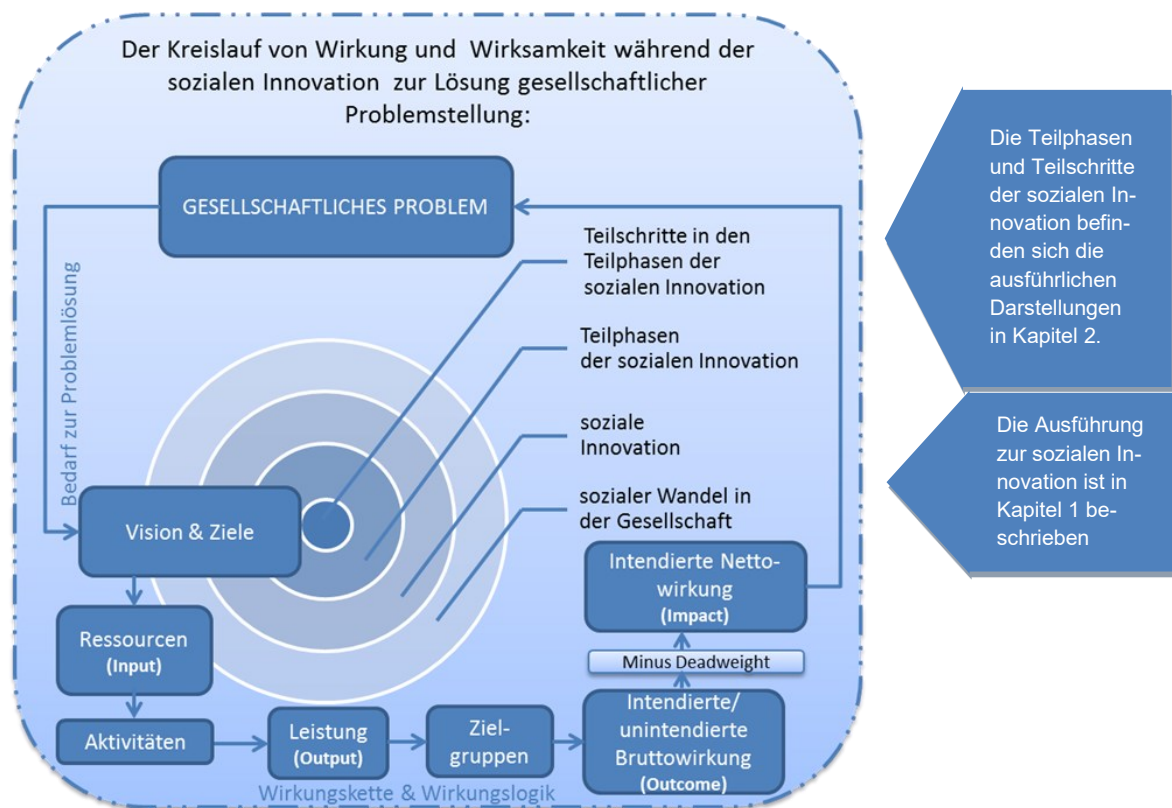 Der Kreislauf von Wirkung und Wirksamkeit während der
sozialen Innovation zur Lösung gesellschaftlicher
Problemstellung:
GESELLSCHAFTLICHES PROBLEM
Bedarf zur Problemlösung
Teilschritte in den
Teilphasen der
sozialen Innovation
Teilphasen
der sozialen Innovation
soziale
Innovation
sozialer Wandel in
der Gesellschaft
Vision & Ziele
Ressourcen
(Input)
Aktivitäten
Leistung
(Output)
Ziel-
gruppen
Intendierte/
unintendierte
Bruttowirkung
(Outcome)
Minus Deadweight
Intendierte Netto-
wirkung
(Impact)
Wirkungskette & Wirkungslogik
Die Teilphasen
und Teilschritte
der sozialen In-
novation befin-
den sich die
ausführlichen
Darstellungen
in Kapitel 2.
Die Ausführung
zur sozialen In-
novation ist in
Kapitel 1 be-
schrieben